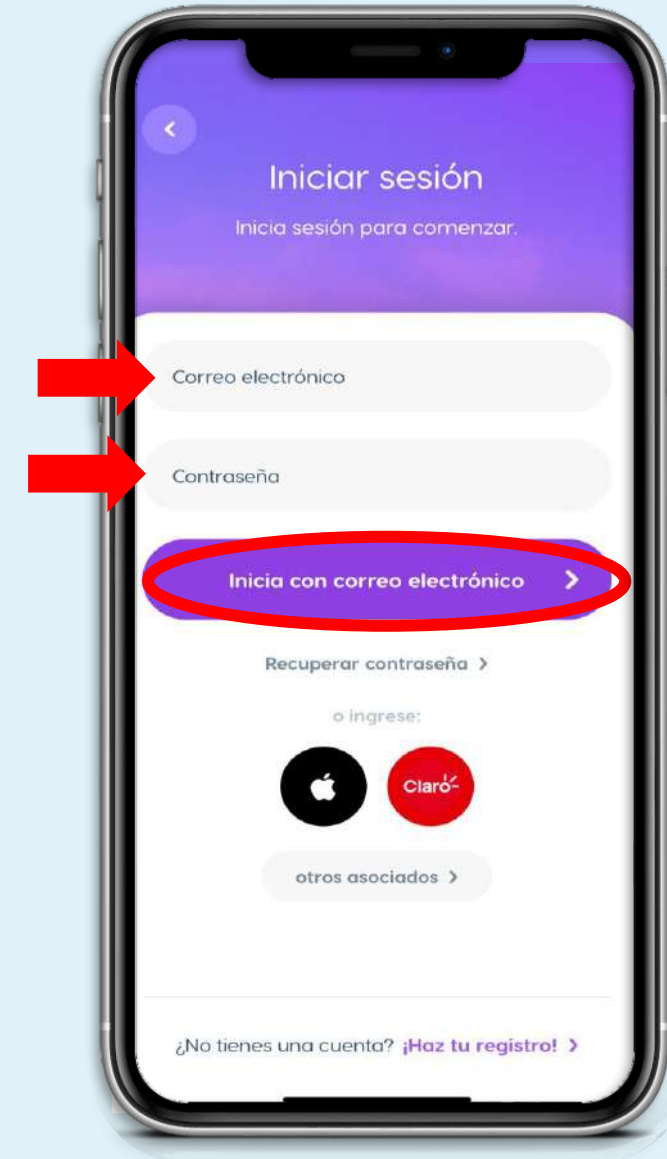 Iniciar sesión
Inicia sesión para comenzar.
Correo electrónico
Contraseña
Inicia con correo electrónico
Recuperar contraseña
o ingrese:
Claro
otros asociados
¿No tienes una cuenta? ¡Haz tu registro!